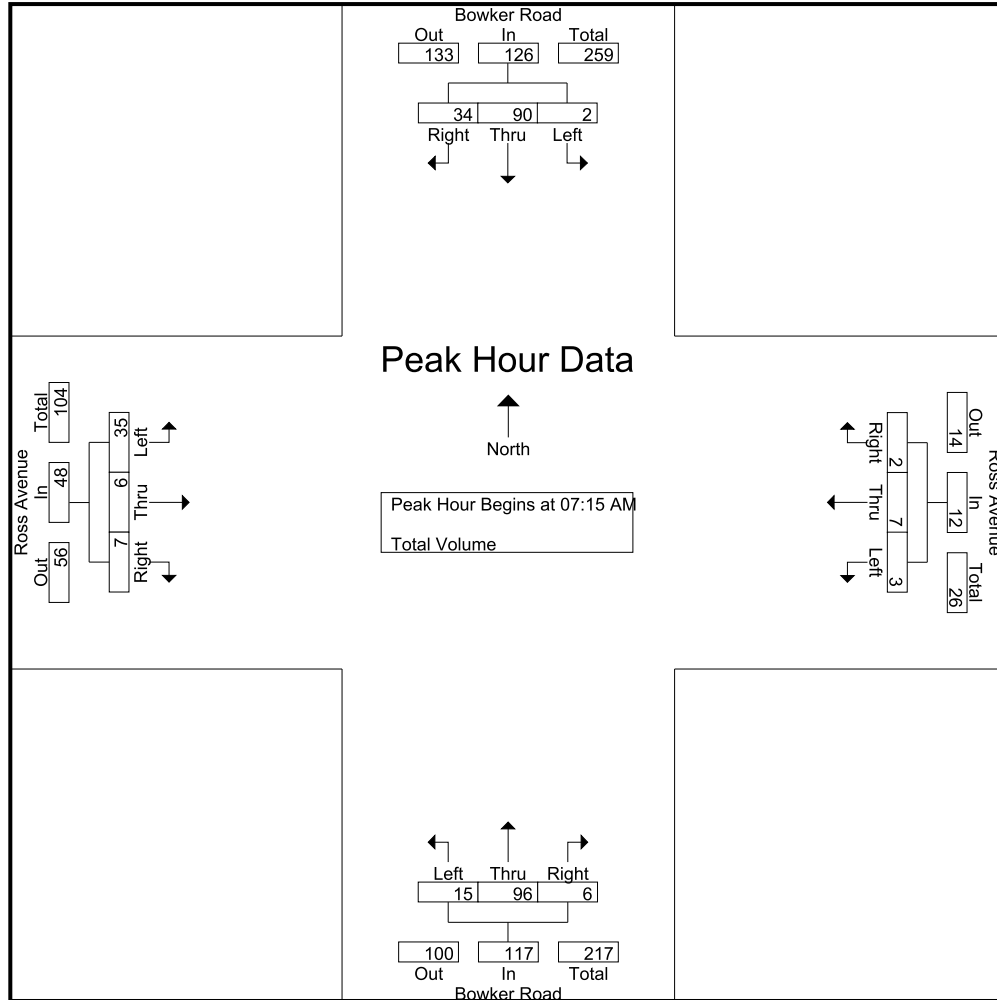 Bowker Road
Out In Total
133 126 259
34 90 2
Right Thru Left
Peak Hour Data
North
Peak Hour Begins at 07:15 AM
Total Volume
Ross Avenue
Out In Total
56 48 104
35 6 7
Left Thru Right
Ross Avenue
Out In Total
14 12 26
2 7 3
Right Thru Left
Left Thru Right
15 96 6
100 117 217
Out In Total
Bowker Road